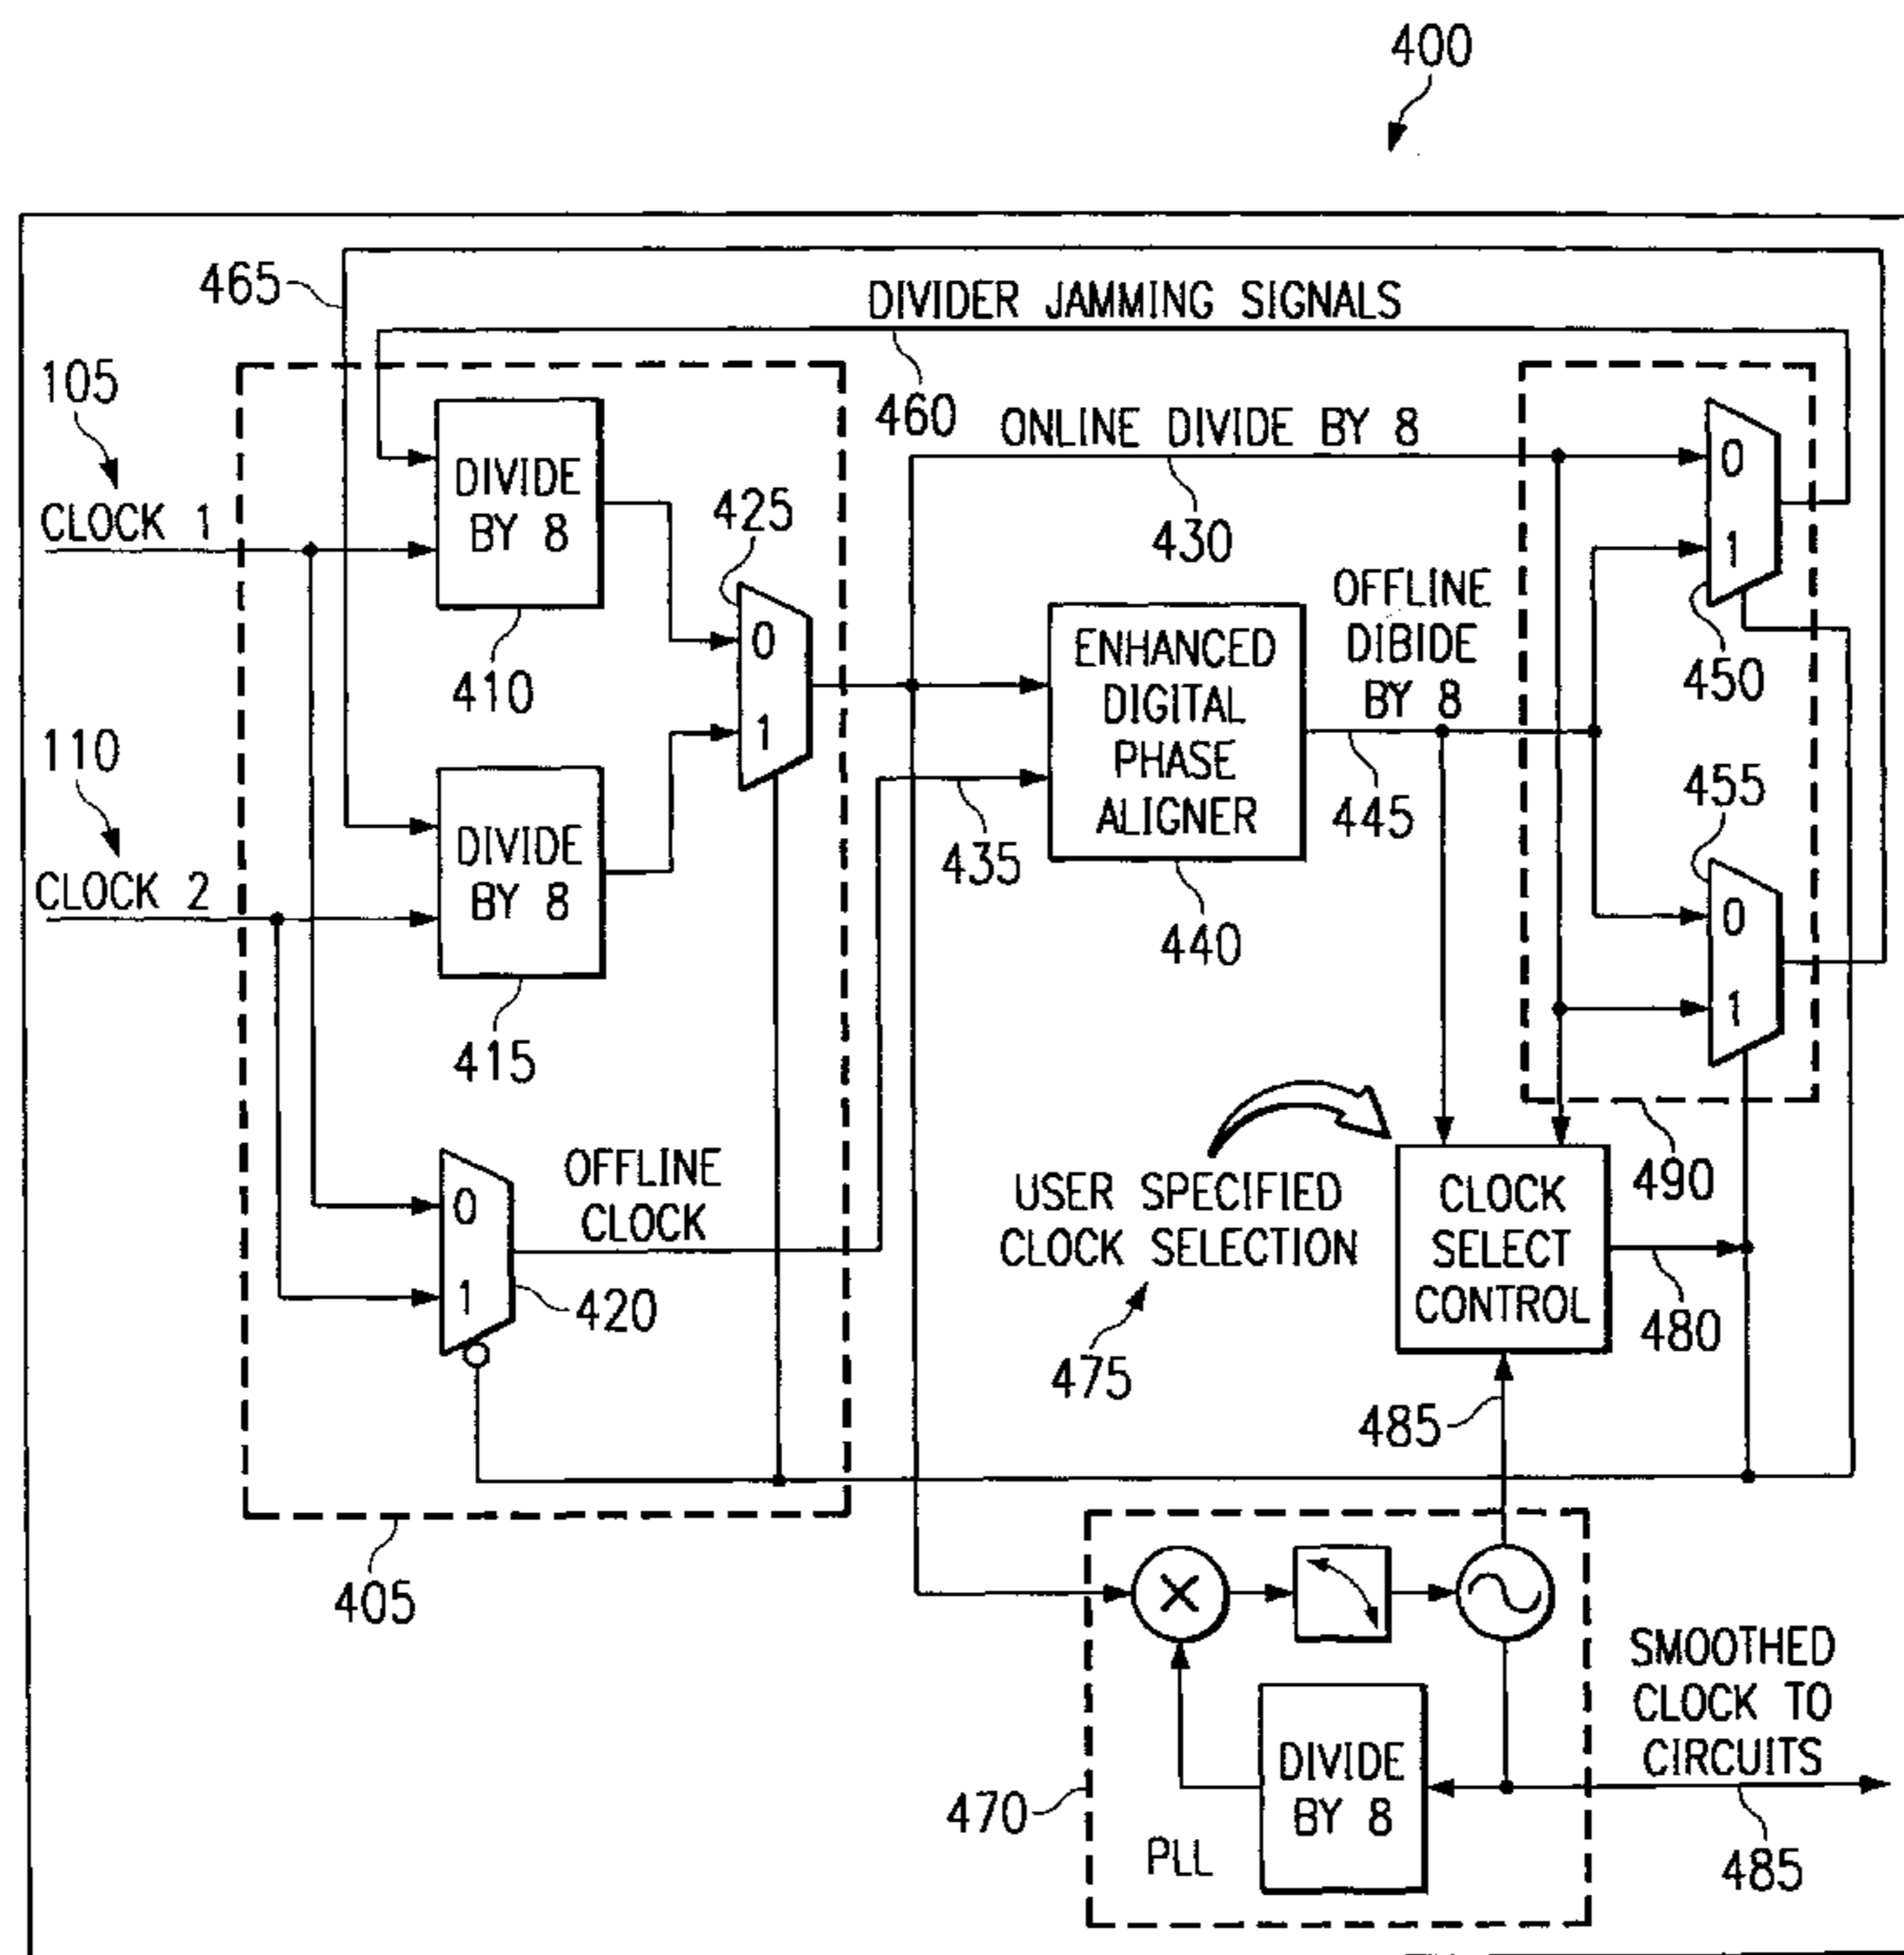 400
465
DIVIDER JAMMING SIGNALS
105
460
ONLINE DIVIDE BY 8
CLOCK 1
DIVIDE
BY 8
425
430
0
1
410
0
1
OFFLINE
DIBIDE
BY 8
450
ENHANCED
DIGITAL
PHASE
ALIGNER
445
435
440
110
CLOCK 2
DIVIDE
BY 8
415
455
0
1
490
OFFLINE
CLOCK
0
1
420
USER SPECIFIED
CLOCK SELECTION
475
CLOCK
SELECT
CONTROL
480
485
405
SMOOTHED
CLOCK TO
CIRCUITS
485
DIVIDE
BY 8
470
PLL